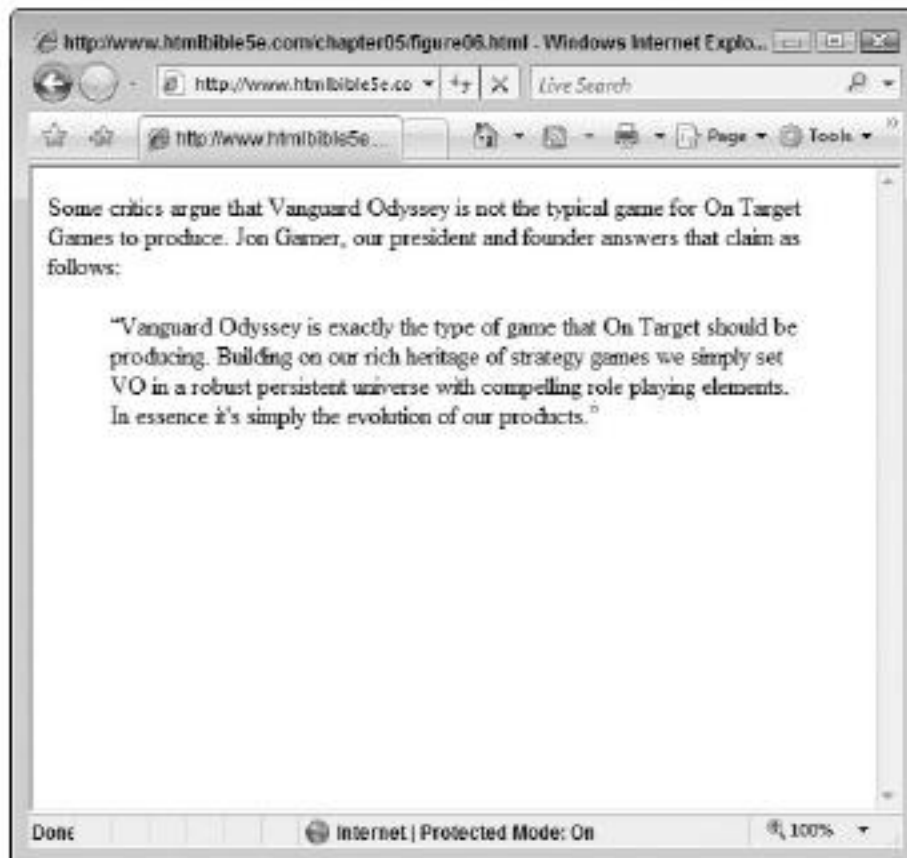 http://www.htmlbible5e.com/chapter05/figure06.html - Windows Internet Explo...
http://www.htmlbible5e.co
Live Search
http://www.htmlbible5e...
Page
Tools
Some critics argue that Vanguard Odyssey is not the typical game for On Target
Games to produce. Jon Gamer, our president and founder answers that claim as
follows:
“Vanguard Odyssey is exactly the type of game that On Target should be
producing. Building on our rich heritage of strategy games we simply set
VO in a robust persistent universe with compelling role playing elements.
In essence it's simply the evolution of our products.”
Done
Internet | Protected Mode: On
100%